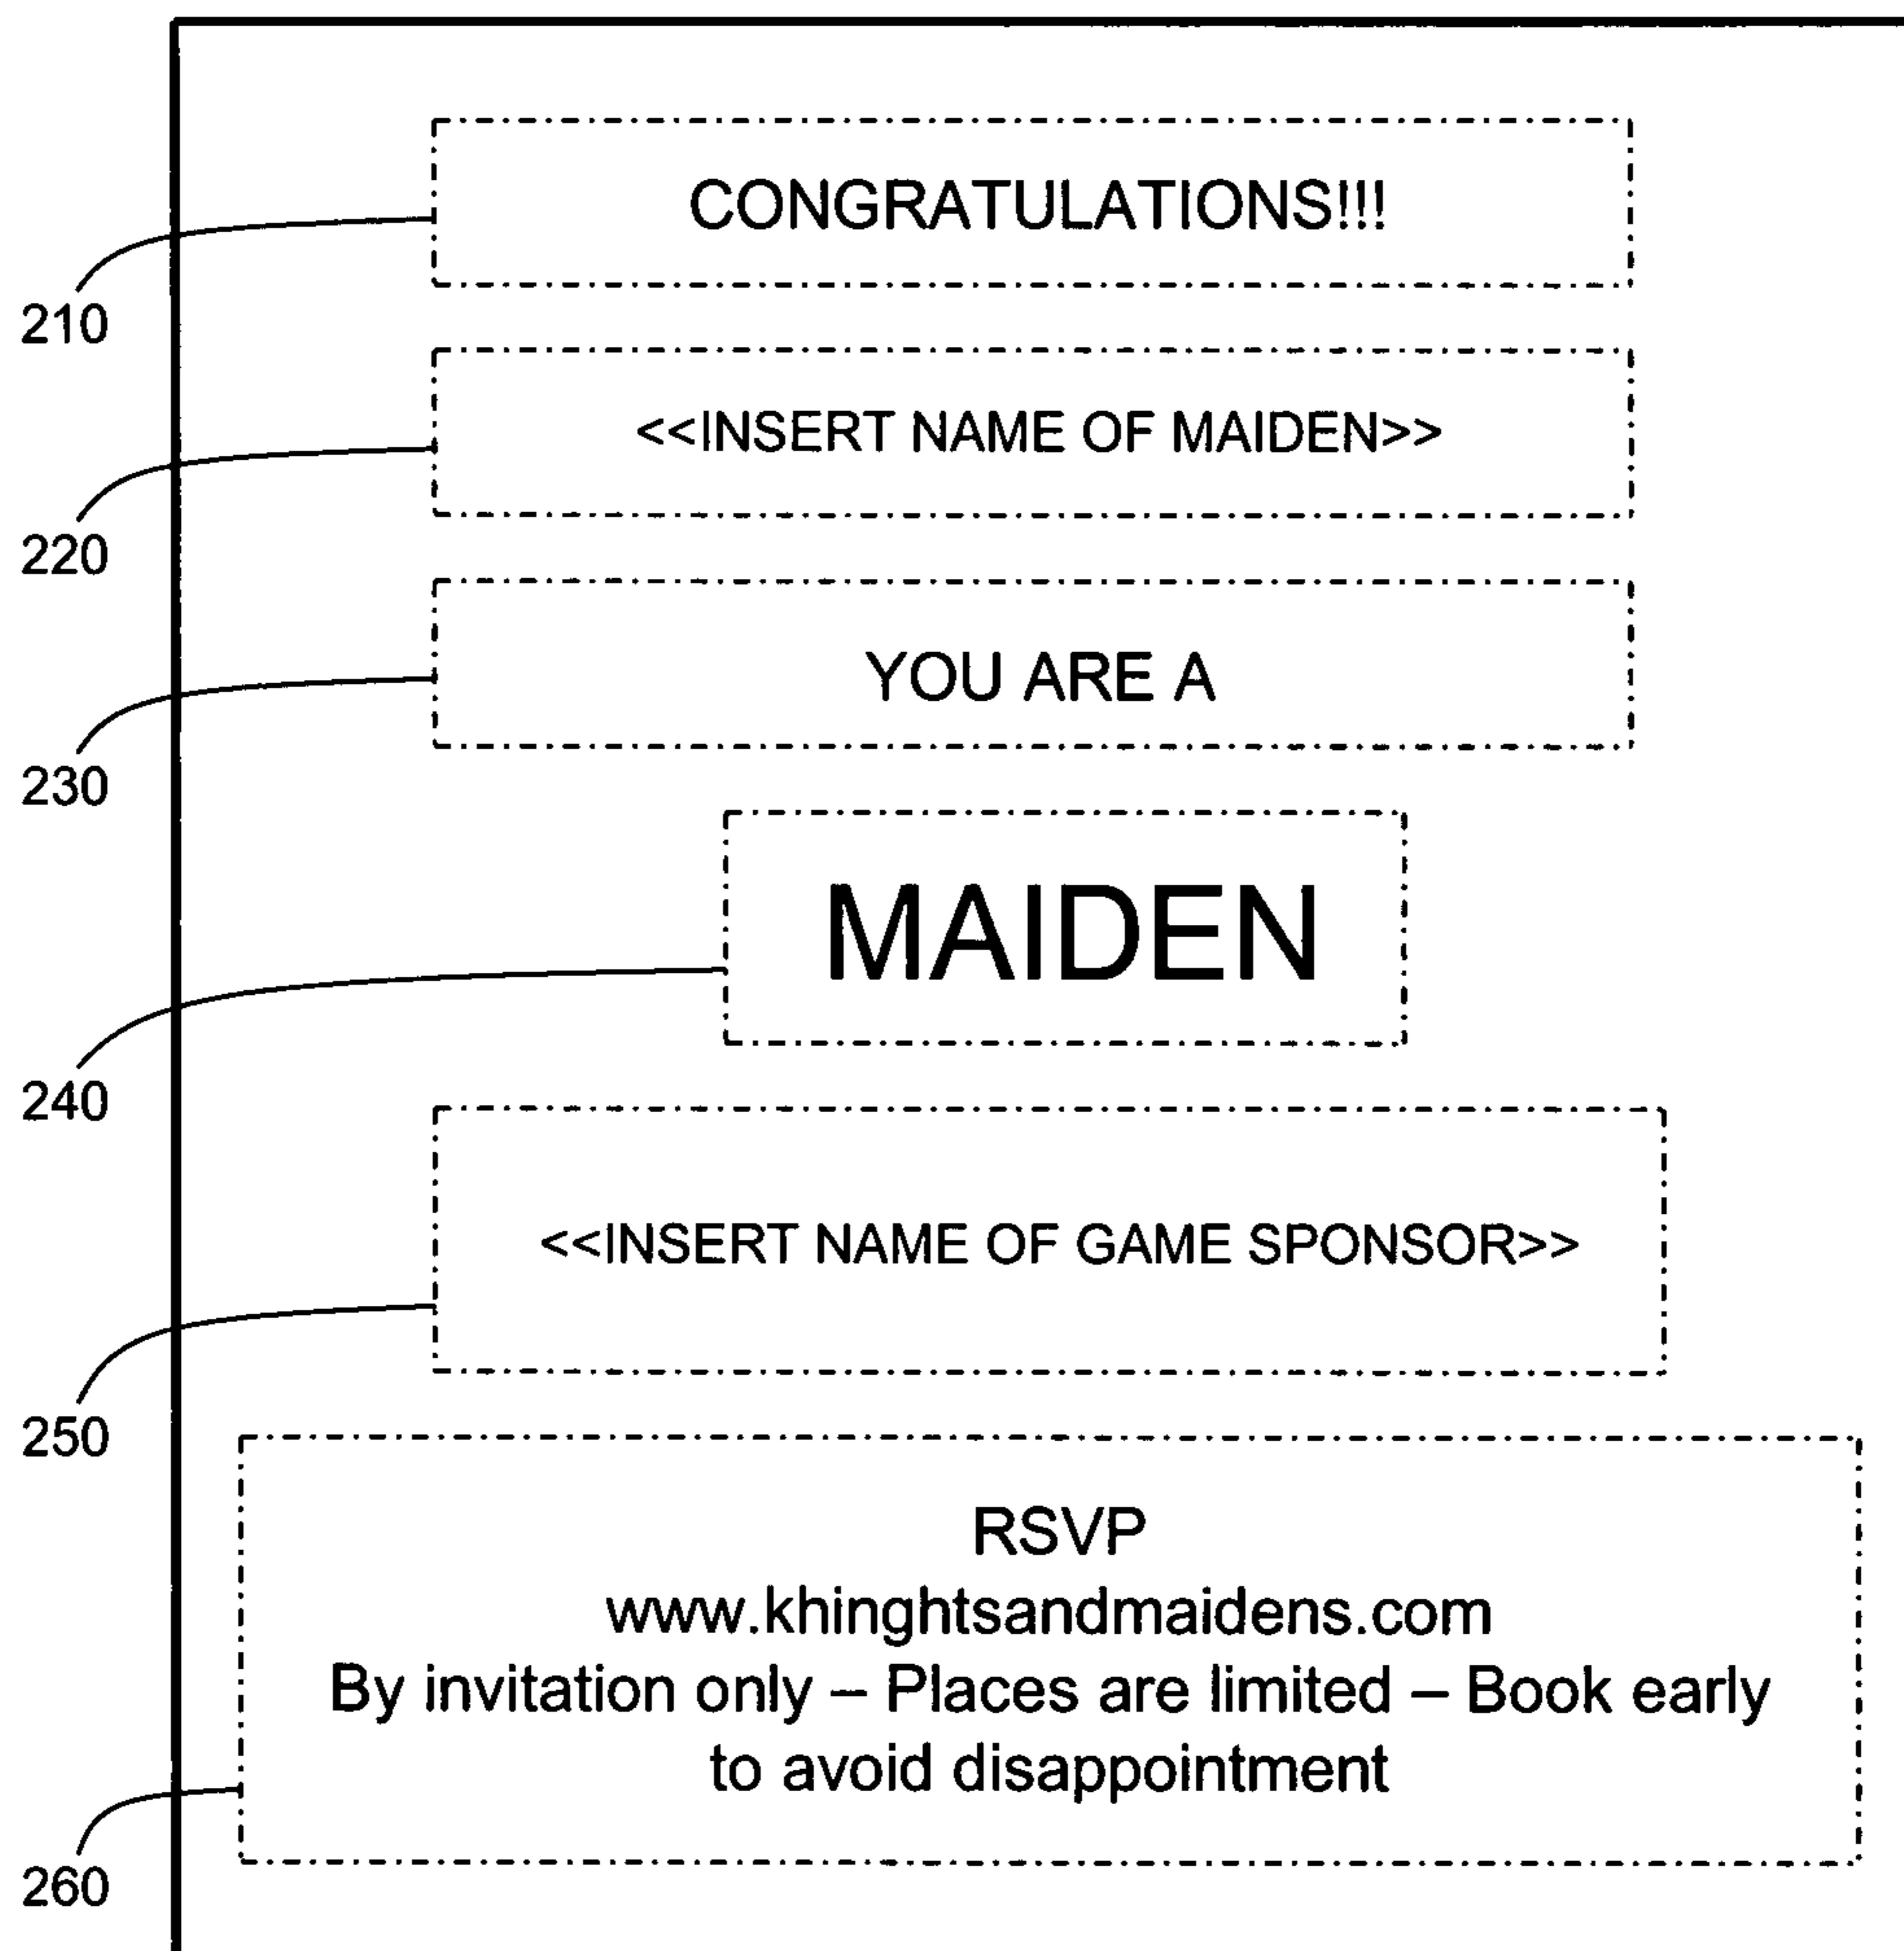 CONGRATULATIONS!!!
210
<<INSERT NAME OF MAIDEN>>
220
YOU ARE A
230
MAIDEN
240
<<INSERT NAME OF GAME SPONSOR>>
250
RSVP
www.khinghtsandmaidens.com
By invitation only – Places are limited – Book early
to avoid disappointment
260